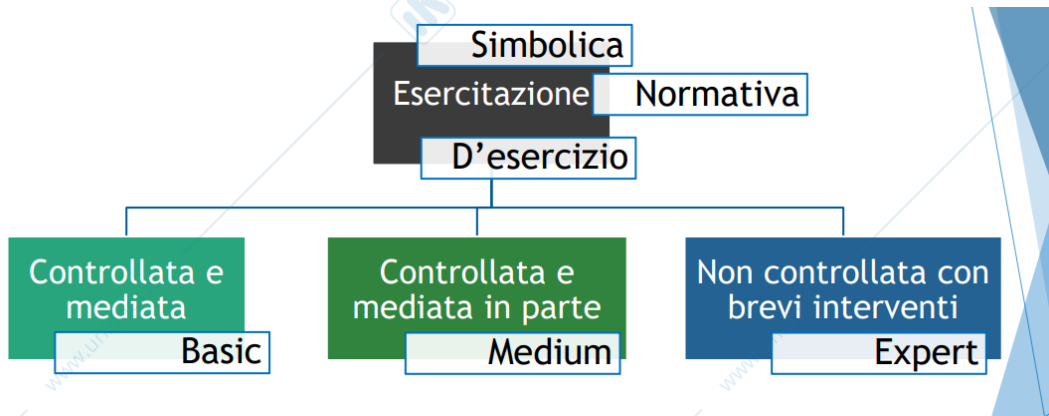 Simbolica
Esercitazione
Normativa
D'esercizio
Controllata e
mediata
Basic
Controllata e
mediata in parte
Medium
Non controllata con
brevi interventi
Expert